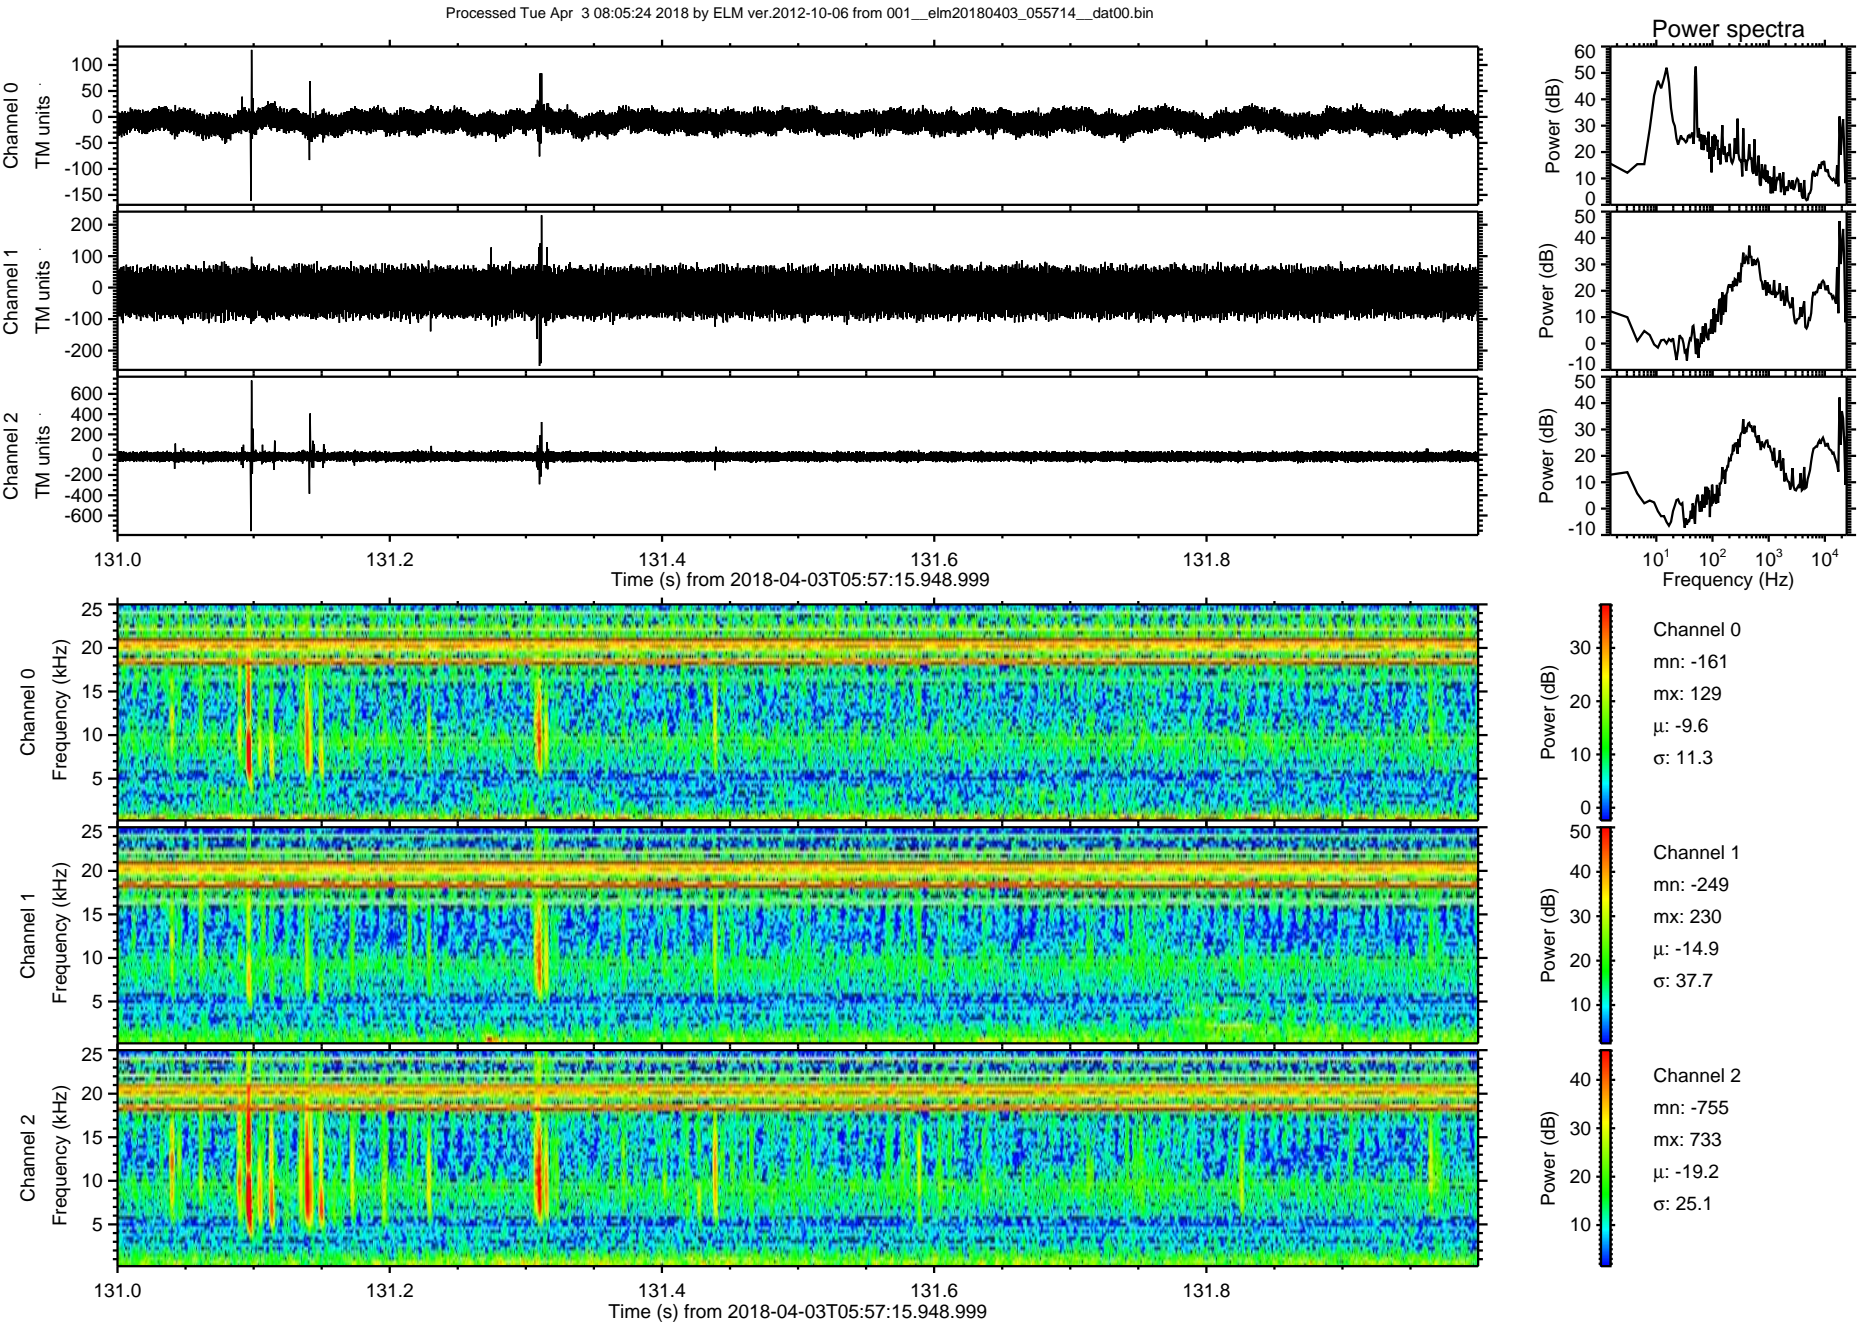 Processed Tue Apr  3 08:05:24 2018 by ELM ver.2012-10-06 from 001__elm20180403_055714__dat00.bin
Power spectra
Channel 0
TM units
100
50
0
-50
-100
-150
Power (dB)
60
50
40
30
20
10
0
Channel 1
TM units
200
100
0
-100
-200
Power (dB)
50
40
30
20
10
0
-10
Channel 2
TM units
600
400
200
0
-200
-400
-600
Power (dB)
50
40
30
20
10
0
-10
131.0 131.2 131.4 131.6 131.8
Time (s) from 2018-04-03T05:57:15.948.999
10^1 10^2 10^3 10^4
Frequency (Hz)
Channel 0
Frequency (kHz)
25
20
15
10
5
Power (dB)
30
20
10
0
Channel 0
mn: -161
mx: 129
μ: -9.6
σ: 11.3
Channel 1
Frequency (kHz)
25
20
15
10
5
Power (dB)
50
40
30
20
10
Channel 1
mn: -249
mx: 230
μ: -14.9
σ: 37.7
Channel 2
Frequency (kHz)
25
20
15
10
5
Power (dB)
40
30
20
10
Channel 2
mn: -755
mx: 733
μ: -19.2
σ: 25.1
131.0 131.2 131.4 131.6 131.8
Time (s) from 2018-04-03T05:57:15.948.999